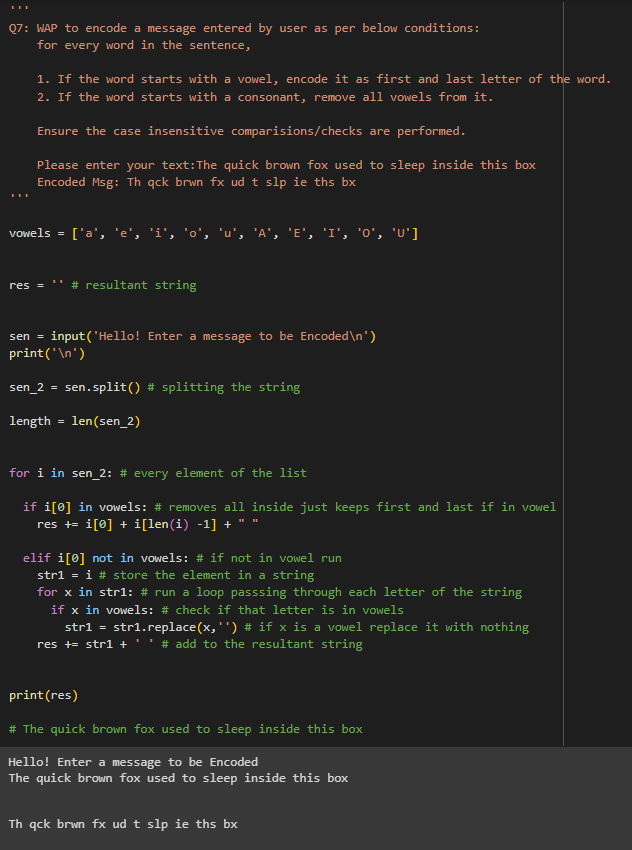 '''
Q7: WAP to encode a message entered by user as per below conditions:
    for every word in the sentence,
    1. If the word starts with a vowel, encode it as first and last letter of the word.
    2. If the word starts with a consonant, remove all vowels from it.
    Ensure the case insensitive comparisions/checks are performed.
    Please enter your text:The quick brown fox used to sleep inside this box
    Encoded Msg: Th qck brwn fx ud t slp ie ths bx
'''
vowels = ['a', 'e', 'i', 'o', 'u', 'A', 'E', 'I', 'O', 'U']
res = '' # resultant string
sen = input('Hello! Enter a message to be Encoded\n')
print('\n')
sen_2 = sen.split() # splitting the string
length = len(sen_2)
for i in sen_2: # every element of the list
  if i[0] in vowels: # removes all inside just keeps first and last if in vowel
    res += i[0] + i[len(i) -1] + " "
  elif i[0] not in vowels: # if not in vowel run
    str1 = i # store the element in a string
    for x in str1: # run a loop passsing through each letter of the string
      if x in vowels: # check if that letter is in vowels
        str1 = str1.replace(x,'') # if x is a vowel replace it with nothing
    res += str1 + ' ' # add to the resultant string
print(res)
# The quick brown fox used to sleep inside this box
Hello! Enter a message to be Encoded
The quick brown fox used to sleep inside this box
Th qck brwn fx ud t slp ie ths bx